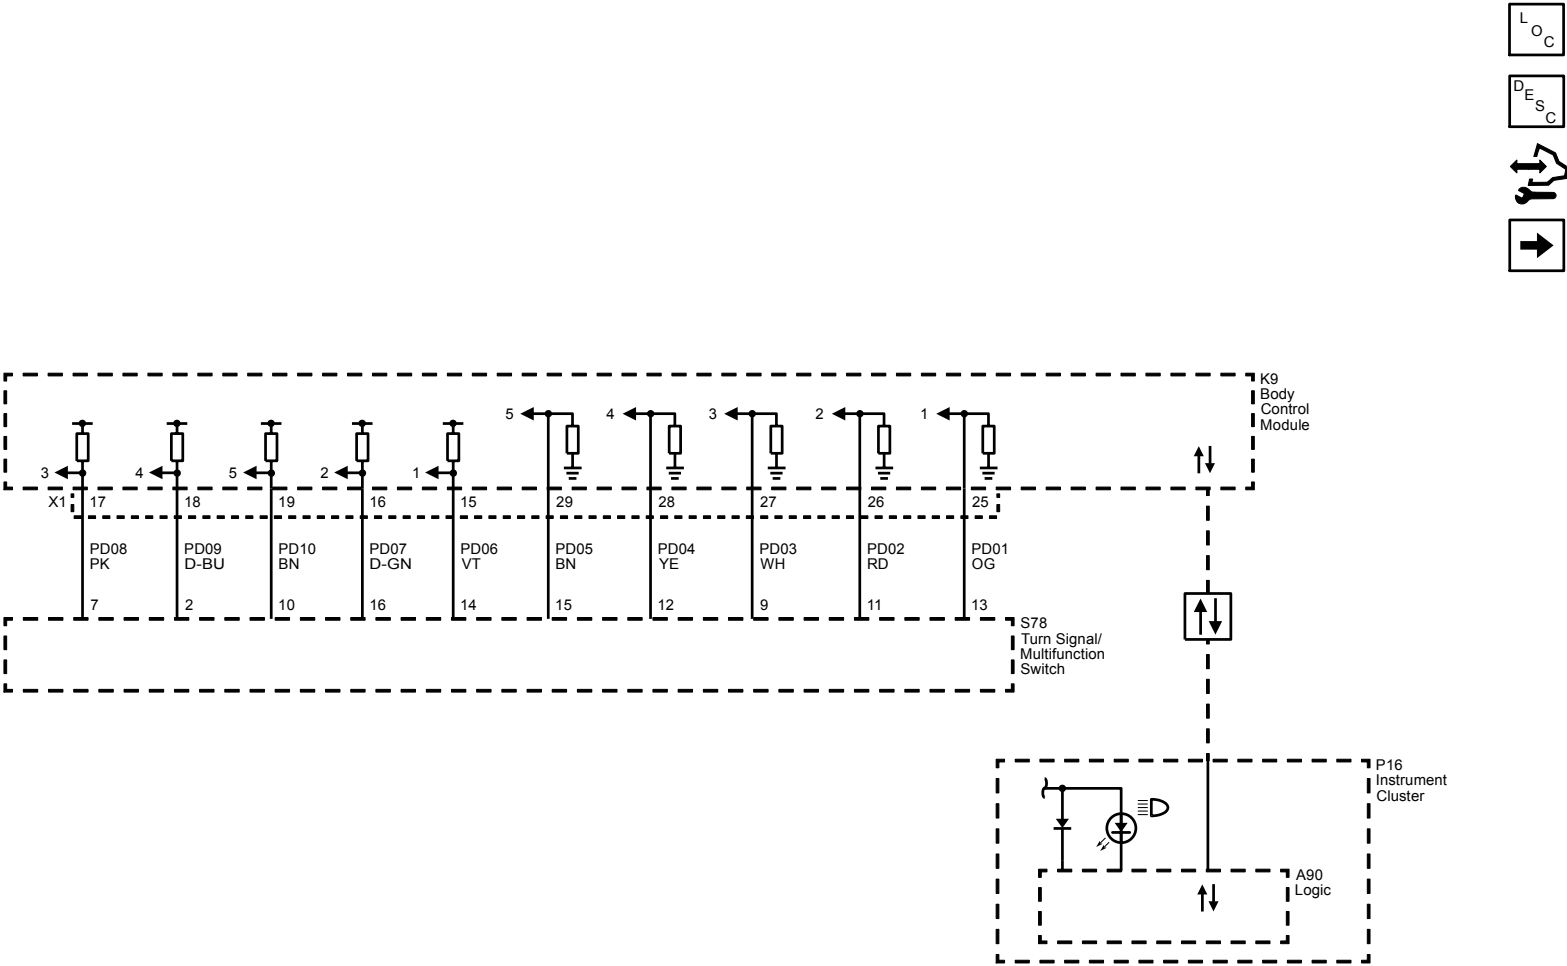 L
O
C
D
E
S
C
K9
Body
Control
Module
5 4 3 2 1
3 4 5 2 1
X1 17 18 19 16 15 29 28 27 26 25
PD08 PD09 PD10 PD07 PD06 PD05 PD04 PD03 PD02 PD01
PK D-BU BN D-GN VT BN YE WH RD OG
7 2 10 16 14 15 12 9 11 13
S78
Turn Signal/
Multifunction
Switch
P16
Instrument
Cluster
A90
Logic